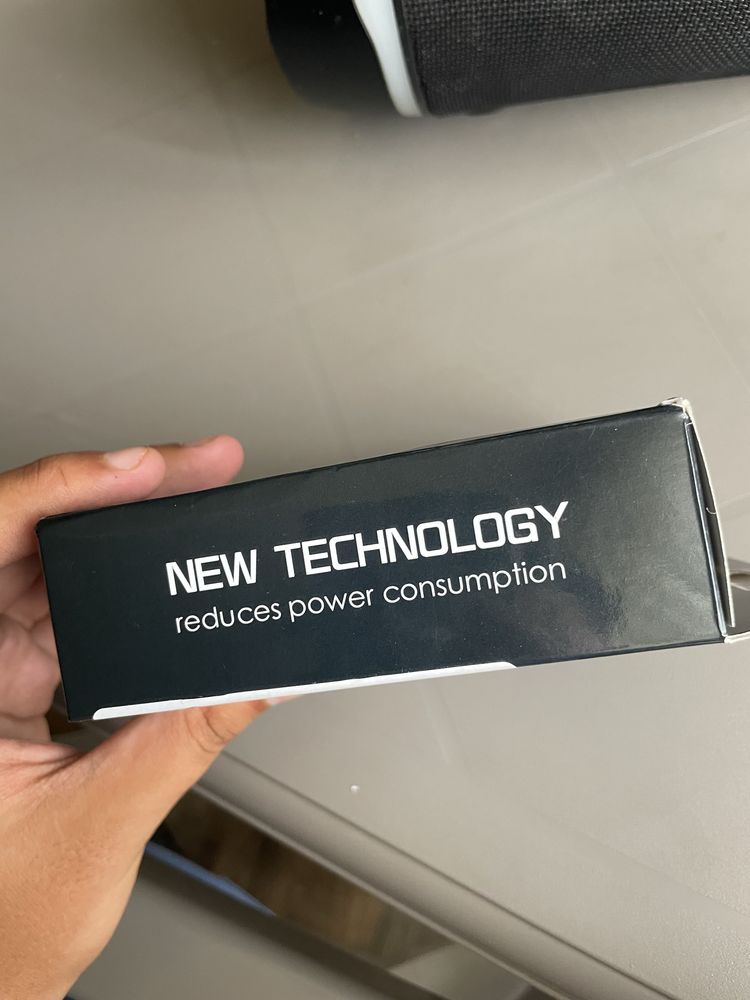 NEW TECHNOLOGY
reduces power consumption